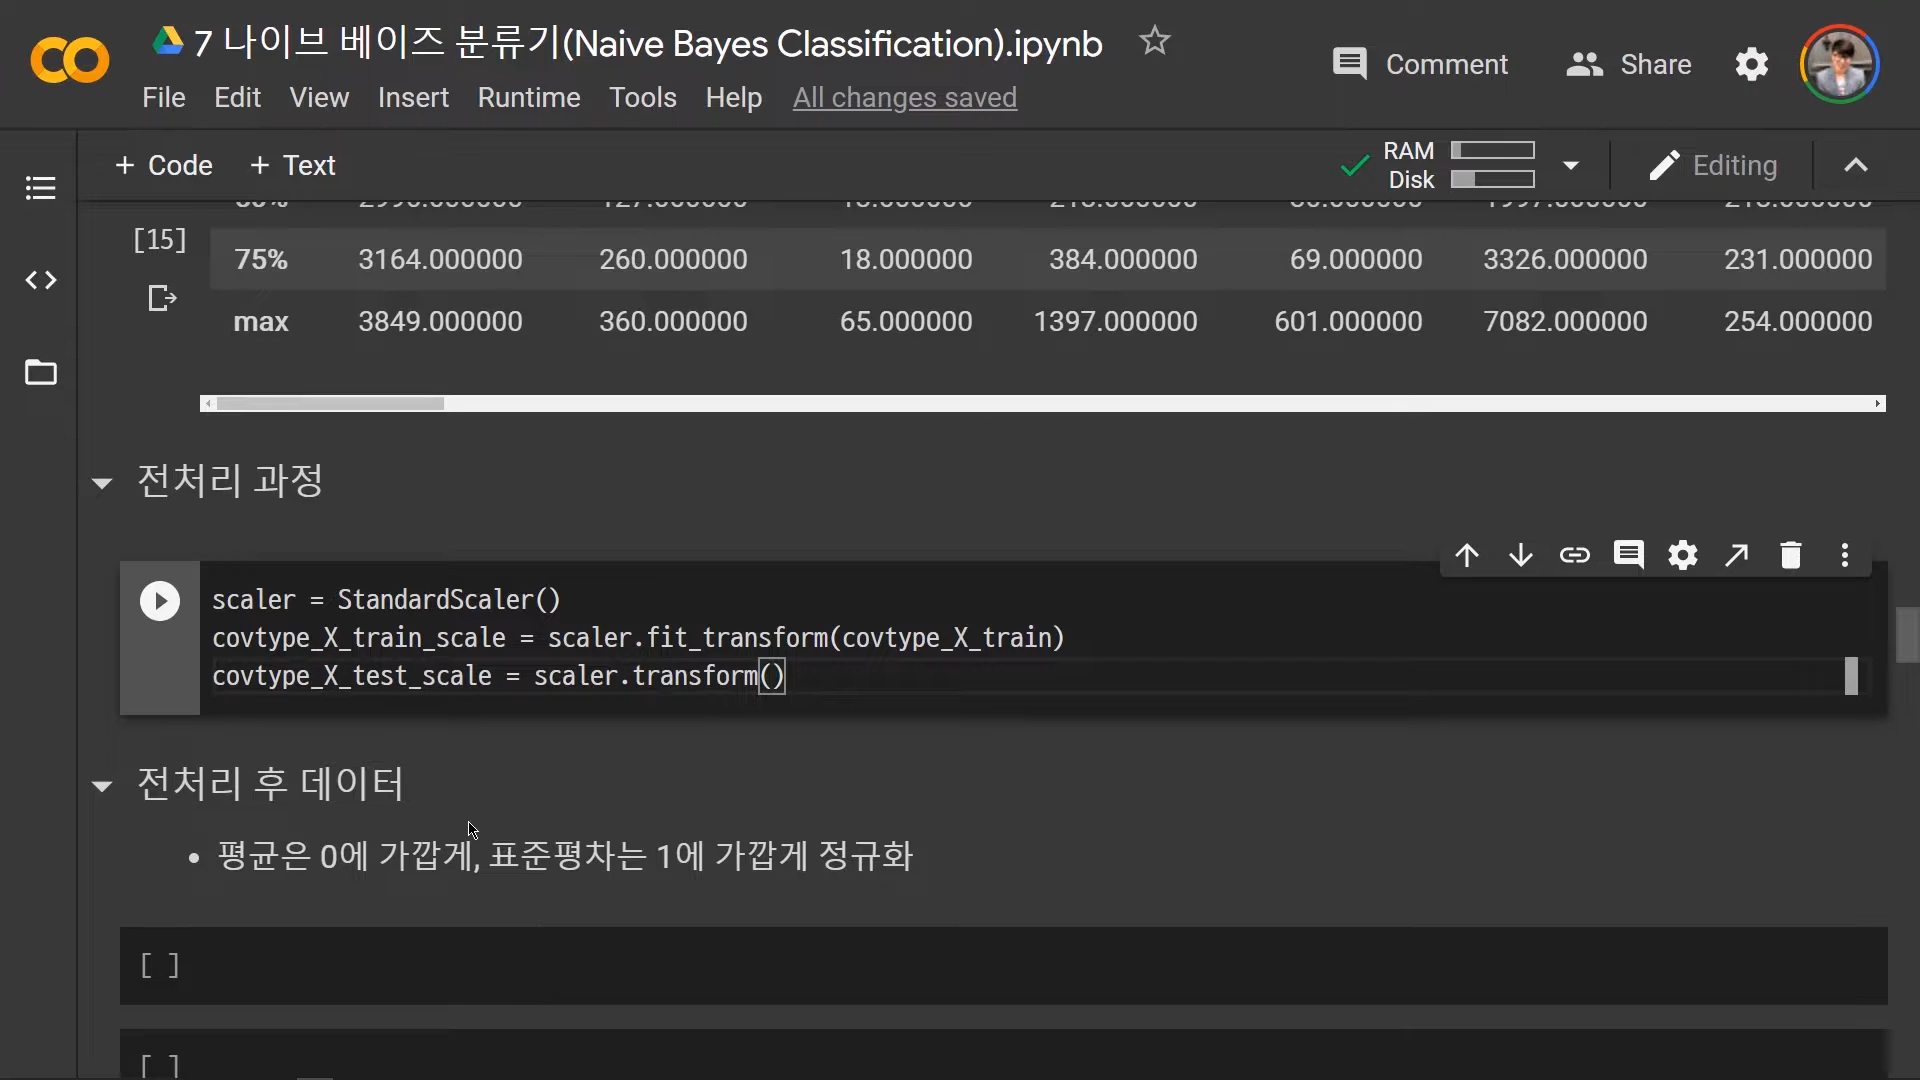 7 나이브 베이즈 분류기(Naive Bayes Classification).ipynb
Comment
Share
File Edit View Insert Runtime Tools Help All changes saved
+ Code + Text
RAM
Disk
Editing
[15]
75% 3164.000000 260.000000 18.000000 384.000000 69.000000 3326.000000 231.000000
max 3849.000000 360.000000 65.000000 1397.000000 601.000000 7082.000000 254.000000
전처리 과정
scaler = StandardScaler()
covtype_X_train_scale = scaler.fit_transform(covtype_X_train)
covtype_X_test_scale = scaler.transform()
전처리 후 데이터
• 평균은 0에 가깝게, 표준평차는 1에 가깝게 정규화
[ ]
[ ]